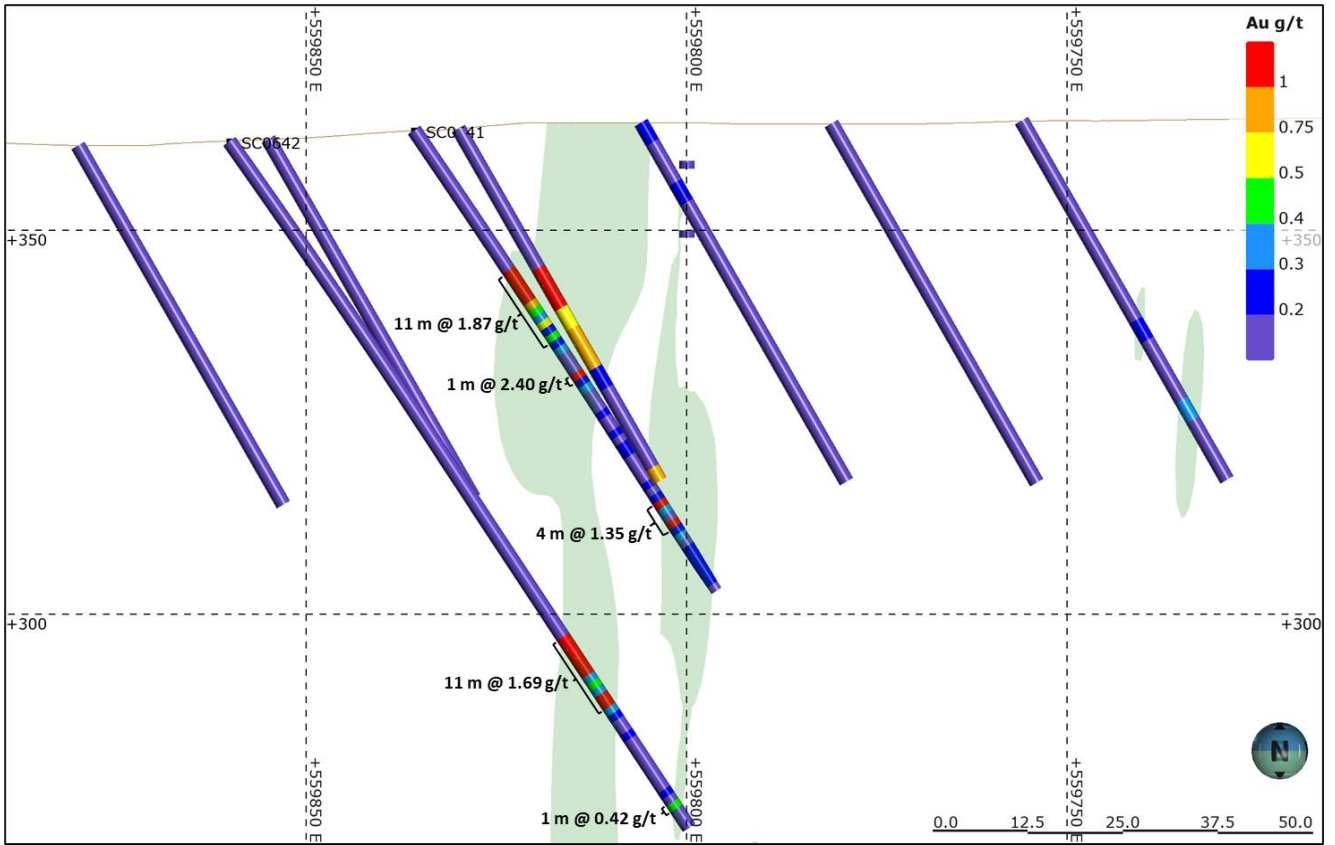 +559850 E
+559800 E
+559750 E
Au g/t
1
0.75
0.5
0.4
0.3
0.2
SC0642
SC0641
+350
+350
11 m @ 1.87 g/t
1 m @ 2.40 g/t
4 m @ 1.35 g/t
+300
+300
11 m @ 1.69 g/t
1 m @ 0.42 g/t
N
+559850 E
+559800 E
+559750 E
0.0 12.5 25.0 37.5 50.0